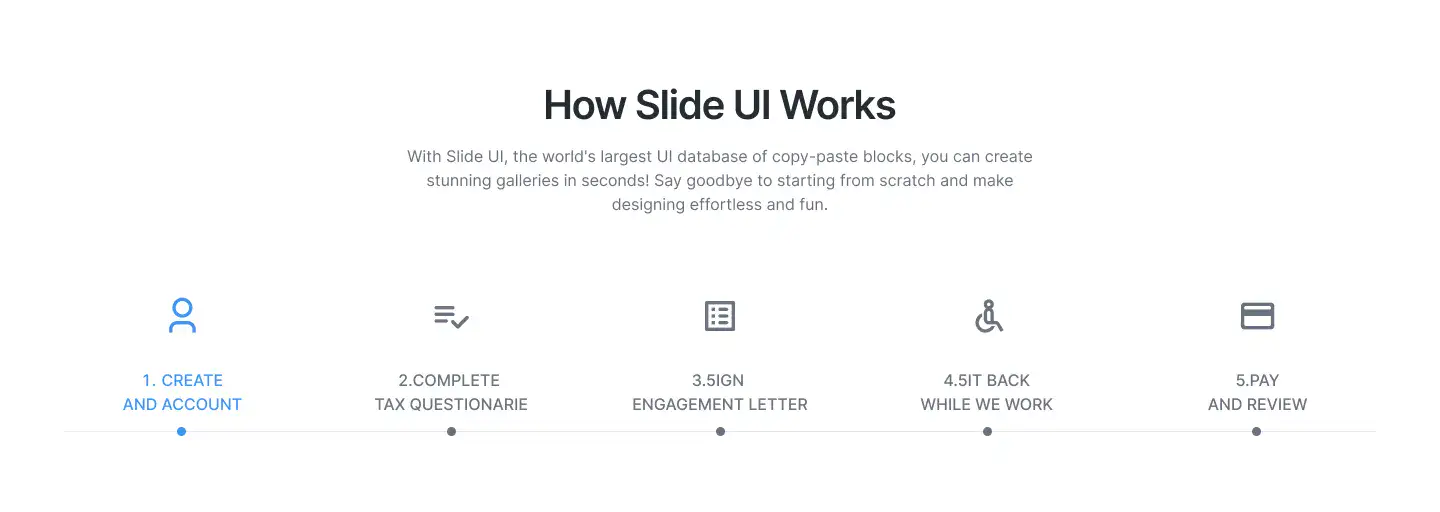 How Slide UI Works
With Slide UI, the world's largest UI database of copy-paste blocks, you can create
stunning galleries in seconds! Say goodbye to starting from scratch and make
designing effortless and fun.
1. CREATE
AND ACCOUNT
2.COMPLETE
TAX QUESTIONARIE
3.5IGN
ENGAGEMENT LETTER
4.5IT BACK
WHILE WE WORK
5.PAY
AND REVIEW